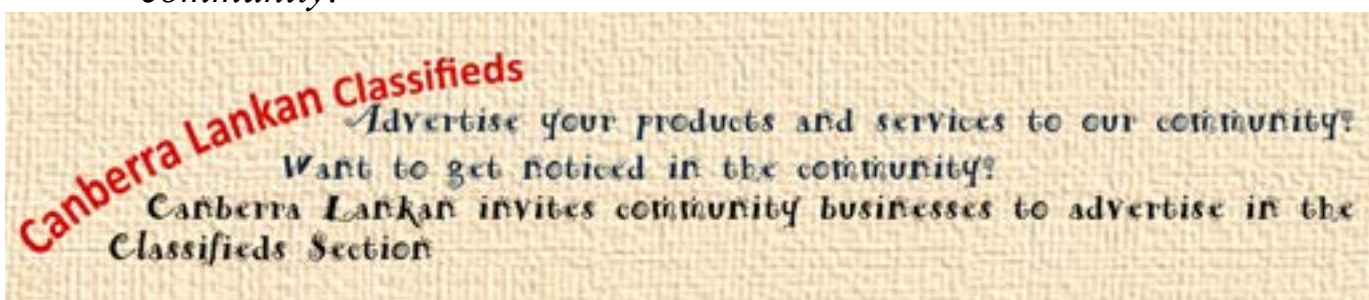 community.
Canberra Lankan Classifieds
Advertise your products and services to our community?
Want to get noticed in the community?
Canberra Lankan invites community businesses to advertise in the
Classifieds Section